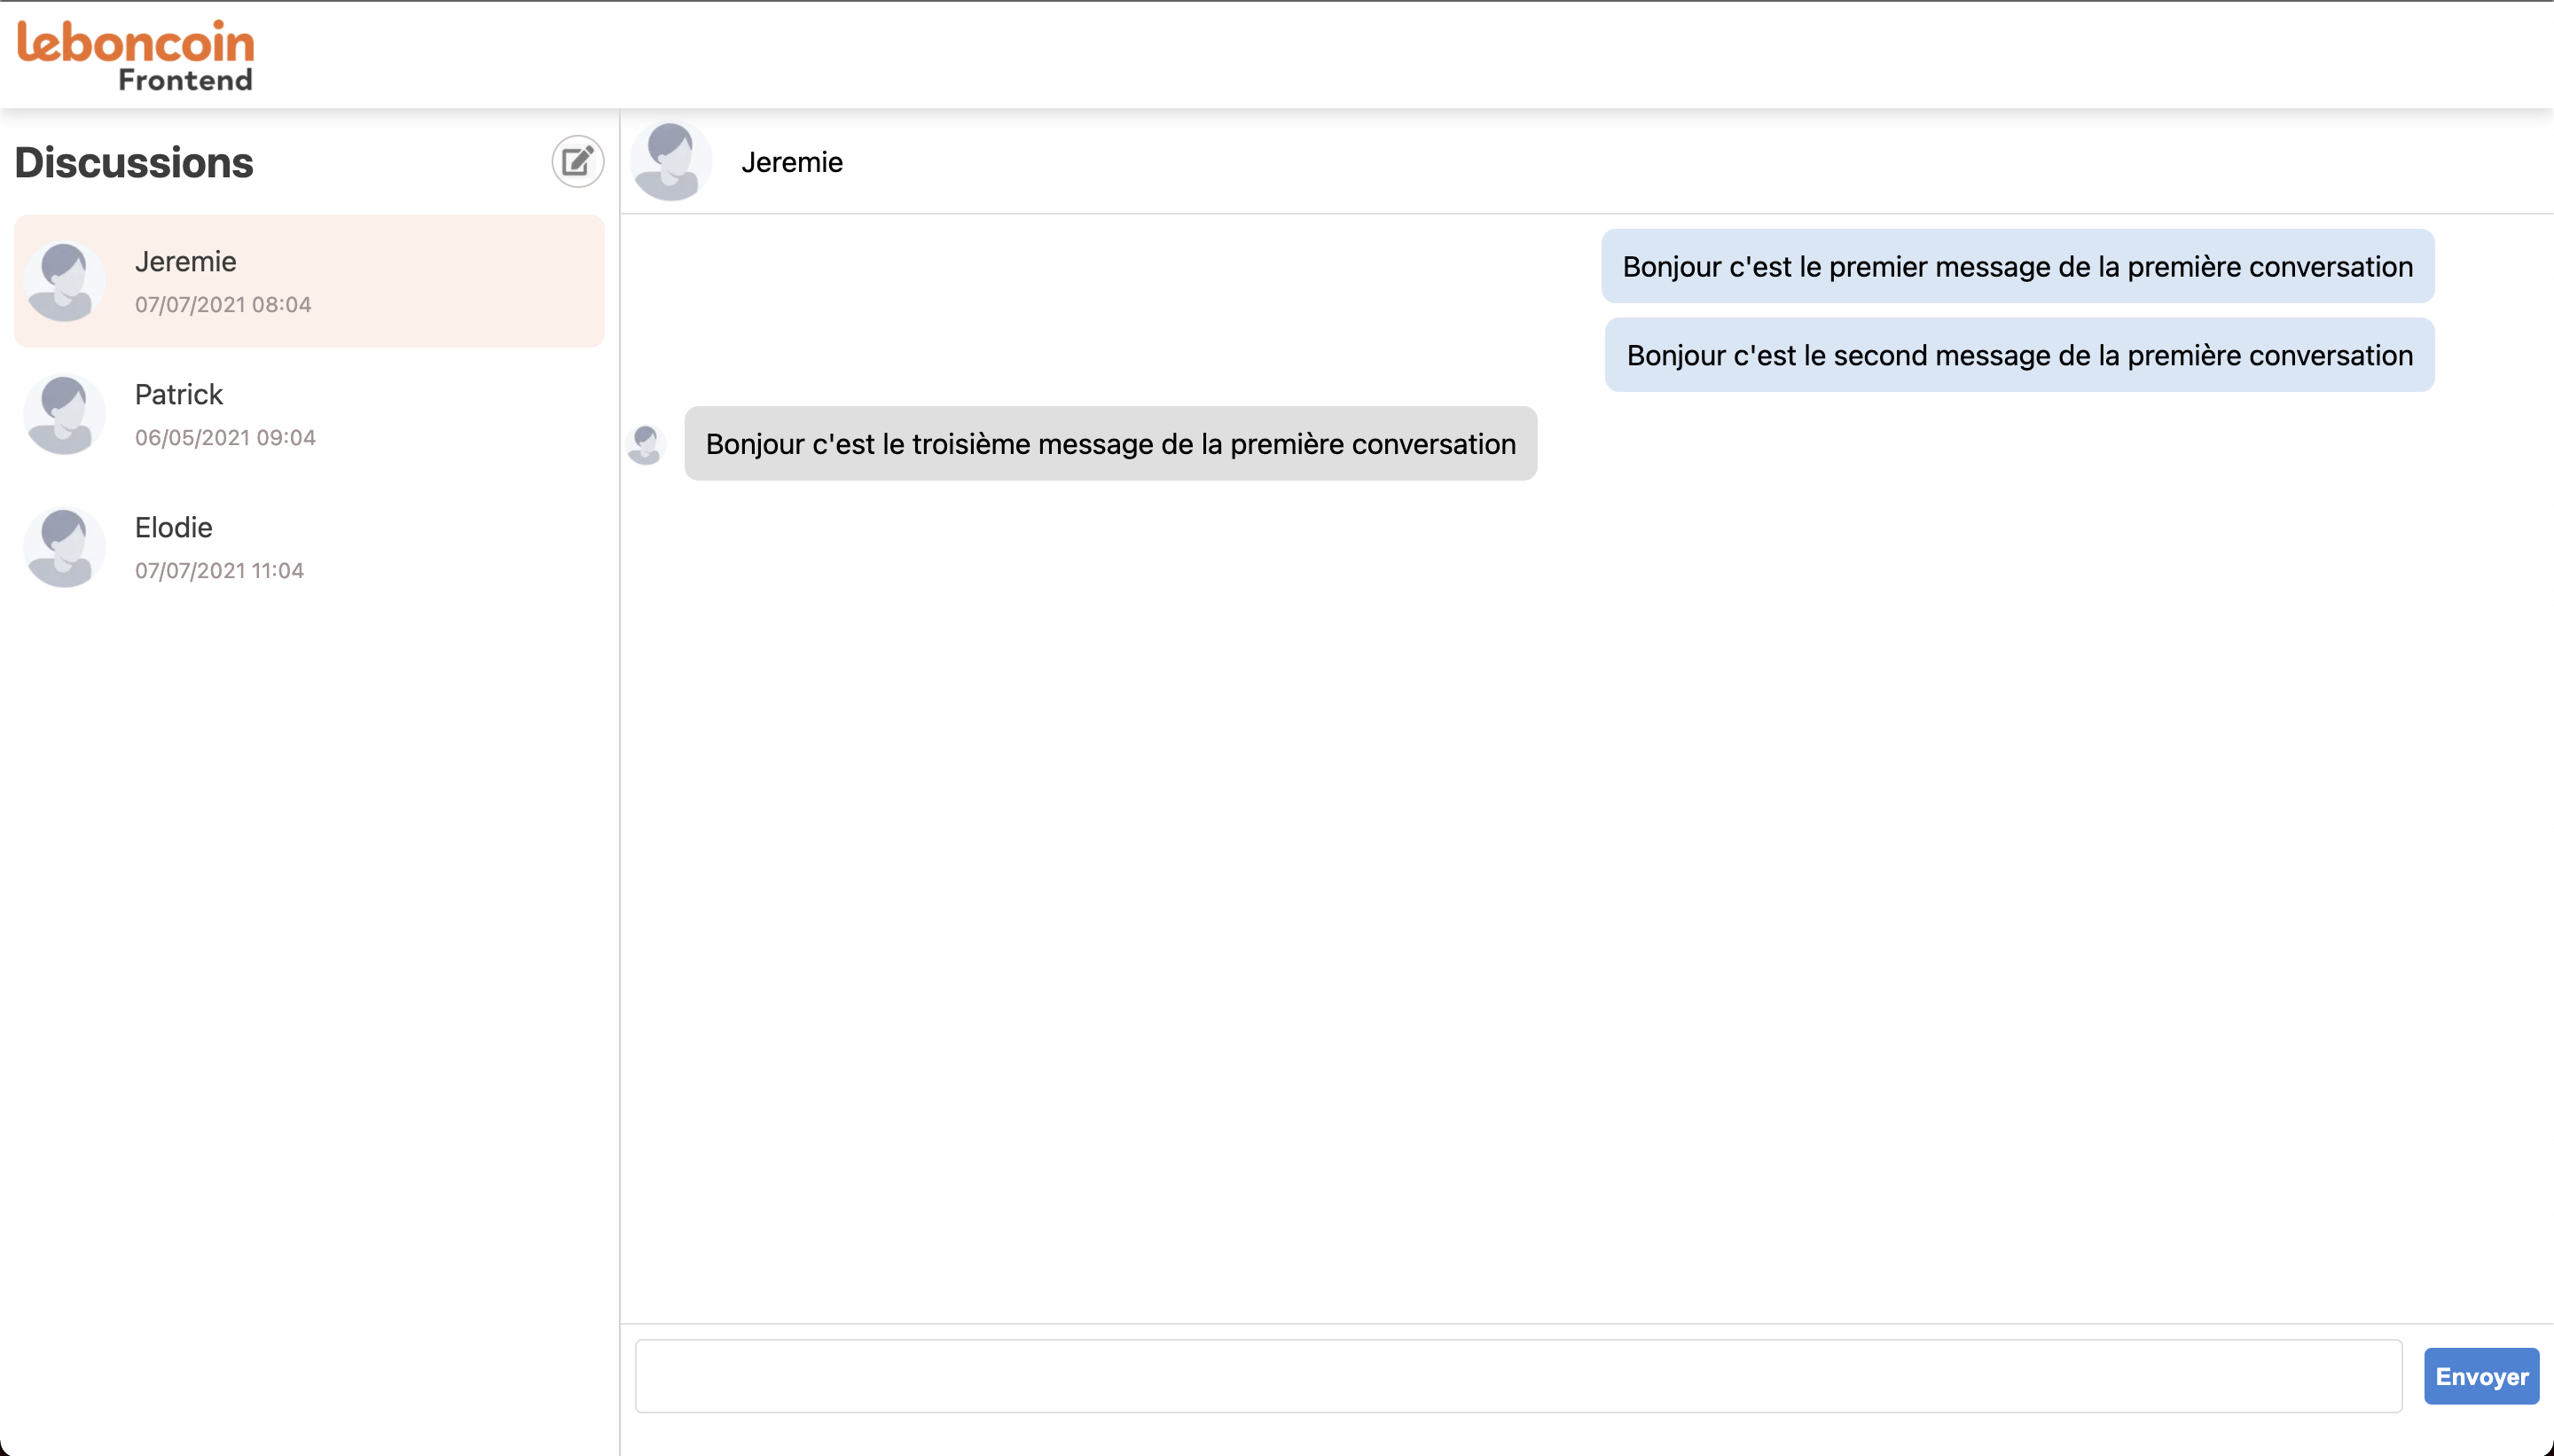 leboncoin
Frontend
Discussions
Jeremie
07/07/2021 08:04
Patrick
06/05/2021 09:04
Elodie
07/07/2021 11:04
Jeremie
Bonjour c'est le premier message de la première conversation
Bonjour c'est le second message de la première conversation
Bonjour c'est le troisième message de la première conversation
Envoyer